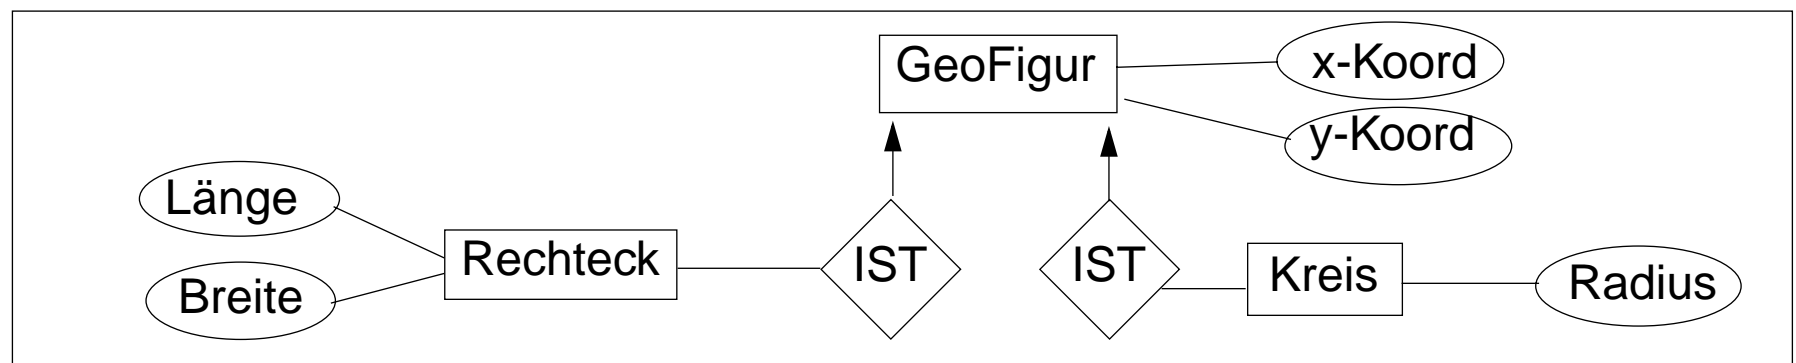 GeoFigur
x-Koord
y-Koord
Länge
Rechteck
IST
IST
Kreis
Radius
Breite